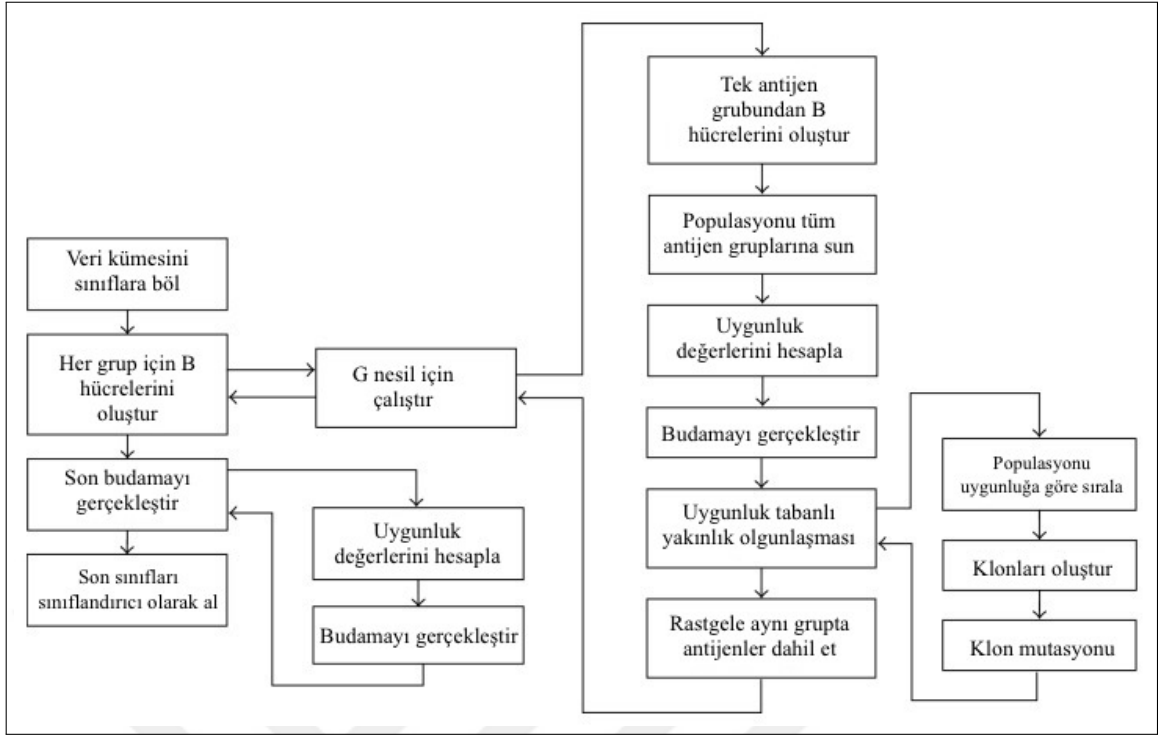 Veri kümesini
sınıflara böl
Her grup için B
hücrelerini
oluştur
Son budamayı
gerçekleştir
Son sınıfları
sınıflandırıcı olarak al
G nesil için
çalıştır
Uygunluk
değerlerini hesapla
Budamayı gerçekleştir
Tek antijen
grubundan B
hücrelerini oluştur
Populasyonu tüm
antijen gruplarına sun
Uygunluk
değerlerini hesapla
Budamayı gerçekleştir
Uygunluk tabanlı
yakınlık olgunlaşması
Rastgele aynı grupta
antijenler dahil et
Populasyonu
uygunluğa göre sırala
Klonları oluştur
Klon mutasyonu